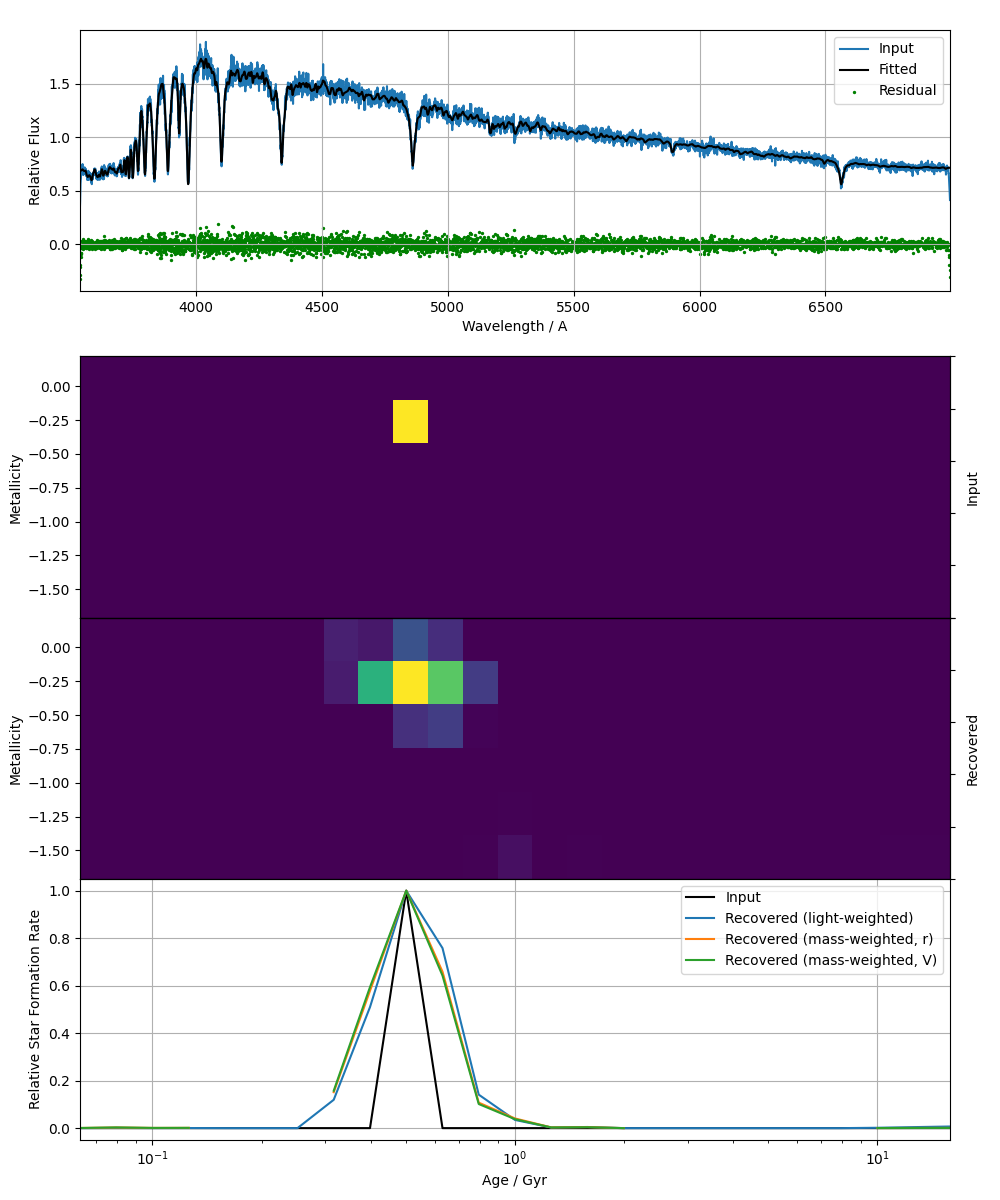 Relative Flux
1.5
1.0
0.5
0.0
Input
Fitted
Residual
4000 4500 5000 5500 6000 6500
Wavelength / A
Metallicity
0.00
−0.25
−0.50
−0.75
−1.00
−1.25
−1.50
Input
Metallicity
0.00
−0.25
−0.50
−0.75
−1.00
−1.25
−1.50
Recovered
Relative Star Formation Rate
1.0
0.8
0.6
0.4
0.2
0.0
Input
Recovered (light-weighted)
Recovered (mass-weighted, r)
Recovered (mass-weighted, V)
10⁻¹ 10⁰ 10¹
Age / Gyr